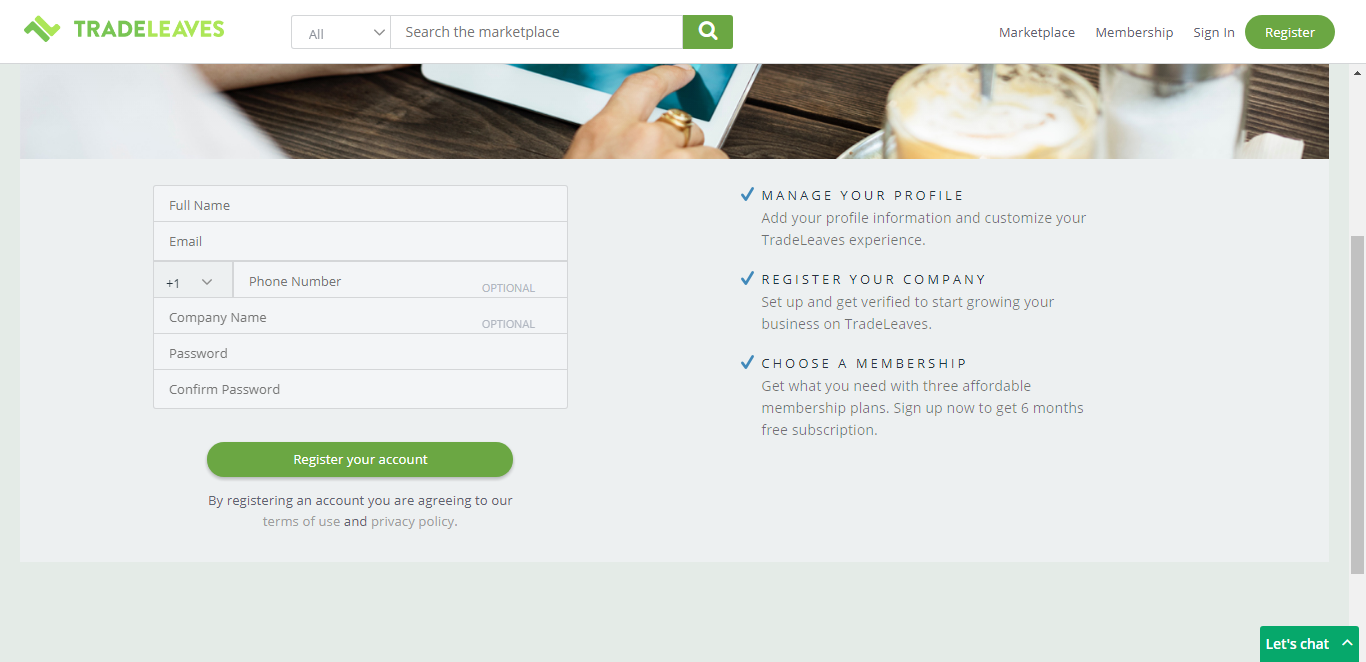 TRADELEAVES
All
Search the marketplace
Marketplace
Membership
Sign In
Register
Full Name
Email
+1
Phone Number
OPTIONAL
Company Name
OPTIONAL
Password
Confirm Password
Register your account
By registering an account you are agreeing to our
terms of use and privacy policy.
MANAGE YOUR PROFILE
Add your profile information and customize your
TradeLeaves experience.
REGISTER YOUR COMPANY
Set up and get verified to start growing your
business on TradeLeaves.
CHOOSE A MEMBERSHIP
Get what you need with three affordable
membership plans. Sign up now to get 6 months
free subscription.
Let's chat